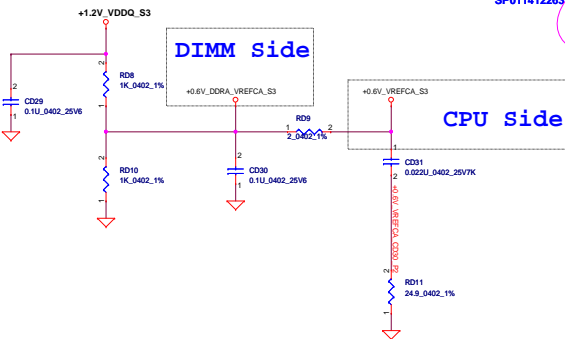 SP011412263
+1.2V_VDDQ_S3
DIMM Side
2
RD8
1K_0402_1%
1
2
CD29
0.1U_0402_25V6
1
+0.6V_DDRA_VREFCA_S3
+0.6V_VREFCA_S3
CPU Side
RD9
1 2
2_0402_1%
2
RD10
1K_0402_1%
1
2
CD30
0.1U_0402_25V6
1
1
CD31
0.022U_0402_25V7K
2
+0.6V_VREFCA_CD30_P2
2
RD11
24.9_0402_1%
1